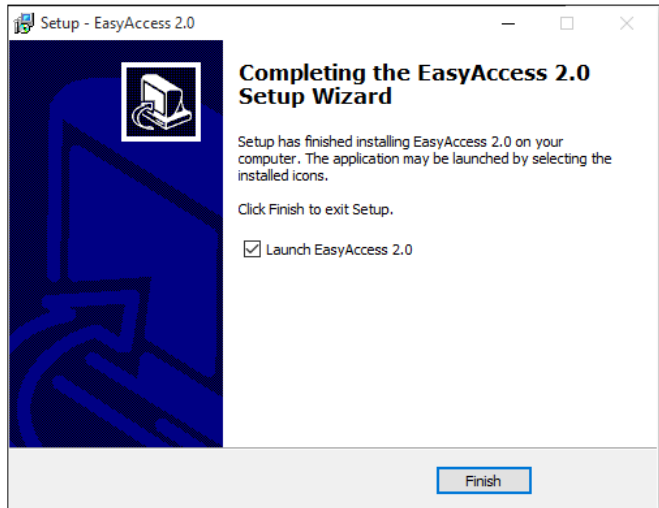 Setup - EasyAccess 2.0
Completing the EasyAccess 2.0
Setup Wizard
Setup has finished installing EasyAccess 2.0 on your
computer. The application may be launched by selecting the
installed icons.
Click Finish to exit Setup.
Launch EasyAccess 2.0
Finish